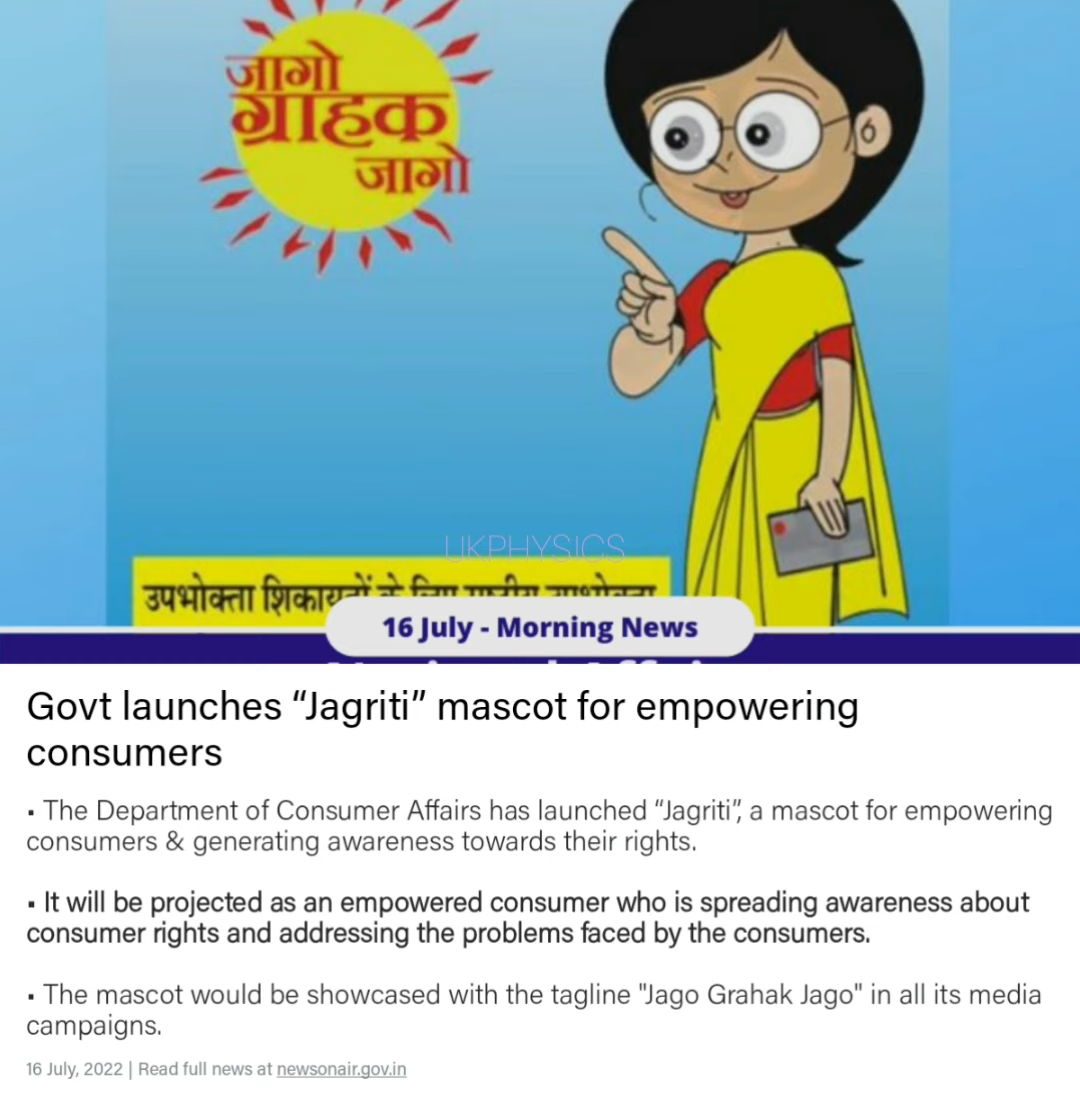 जागो
ग्राहक
जागो
UKPHYSICS
उपभोक्ता
16 July - Morning News
Govt launches “Jagriti” mascot for empowering
consumers
▪ The Department of Consumer Affairs has launched “Jagriti”, a mascot for empowering
consumers & generating awareness towards their rights.
▪ It will be projected as an empowered consumer who is spreading awareness about
consumer rights and addressing the problems faced by the consumers.
▪ The mascot would be showcased with the tagline "Jago Grahak Jago" in all its media
campaigns.
16 July, 2022 | Read full news at newsonair.gov.in